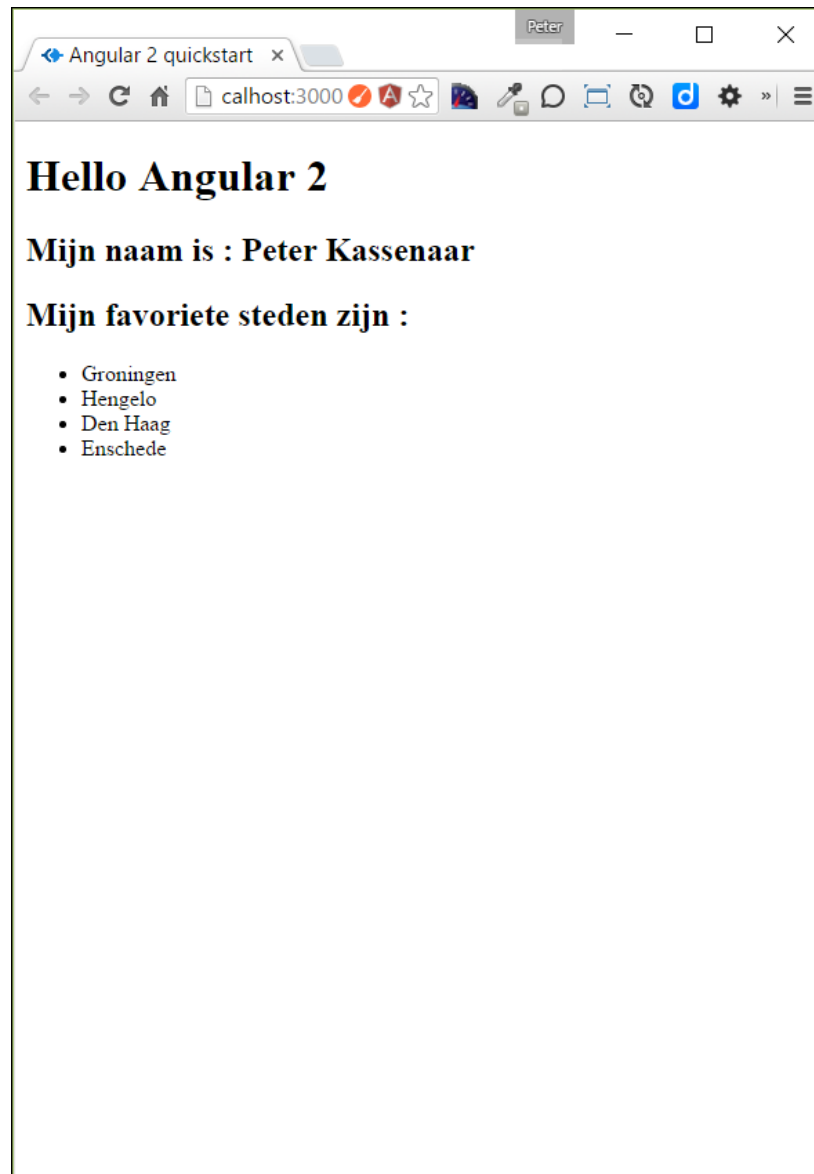 Peter
Angular 2 quickstart
calhost:3000
Hello Angular 2
Mijn naam is : Peter Kassenaar
Mijn favoriete steden zijn :
Groningen
Hengelo
Den Haag
Enschede